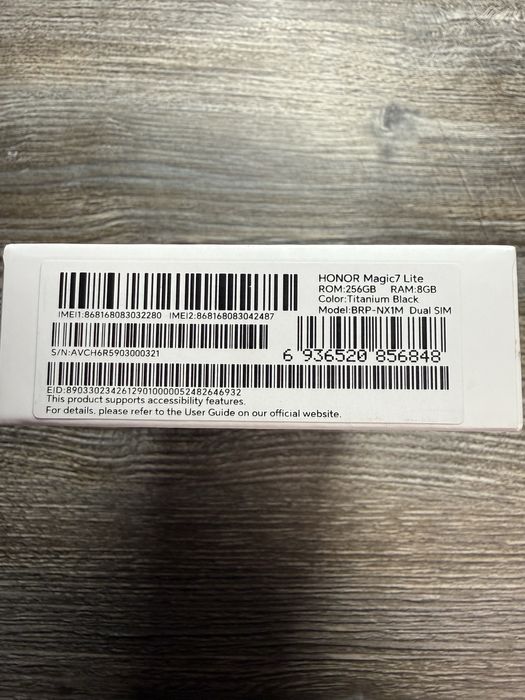 HONOR Magic7 Lite
ROM:256GB RAM:8GB
Color:Titanium Black
Model:BRP-NX1M Dual SIM
IMEI1:868168083032280 IMEI2:868168083042487
S/N:AVCH6R5903000321
6 936520 856848
EID:89033023426129010000052482646932
This product supports accessibility features.
For details, please refer to the User Guide on our official website.